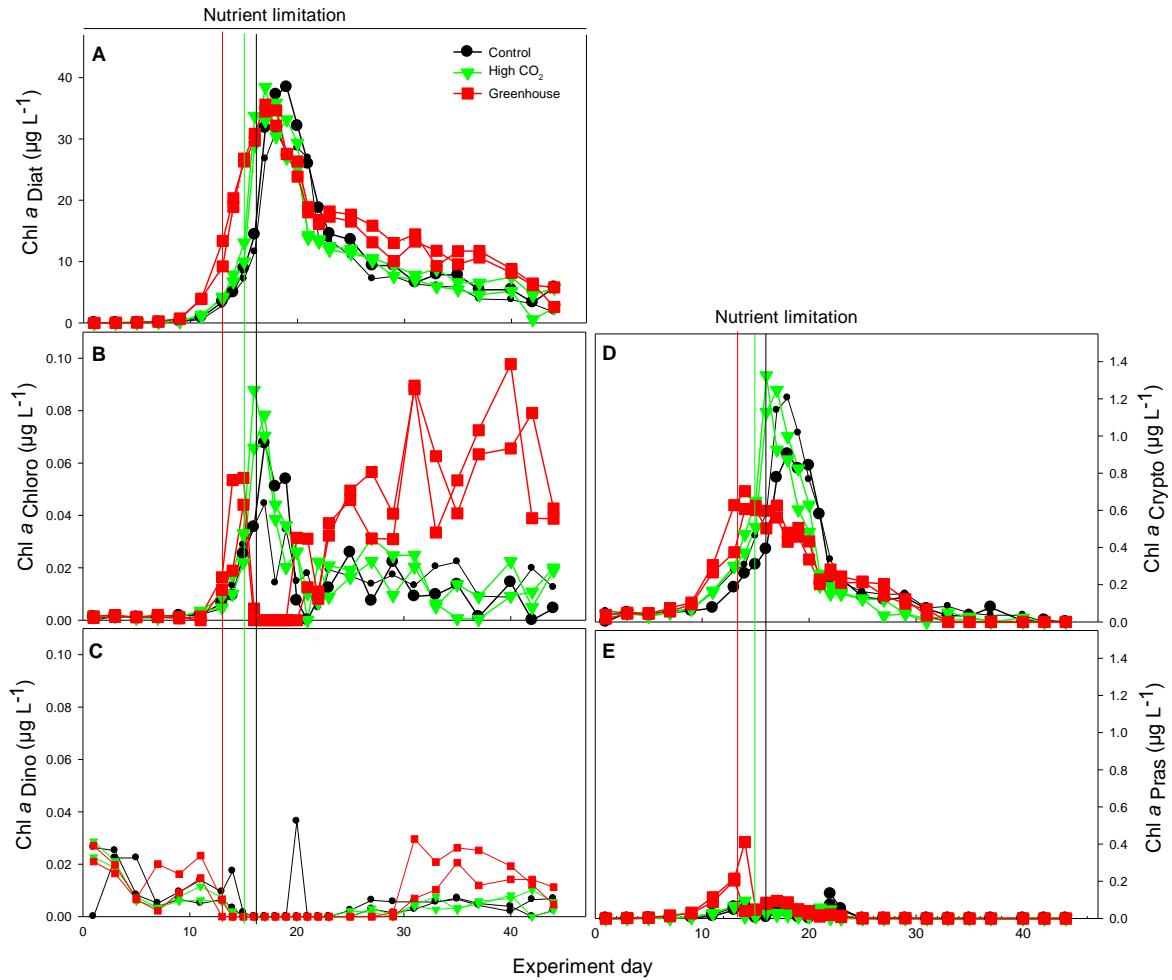 Nutrient limitation
A
Control
High CO2
Greenhouse
Chl a Diat (µg L-1)
40
30
20
10
0
B
Chl a Chloro (µg L-1)
0.10
0.08
0.06
0.04
0.02
0.00
C
Chl a Dino (µg L-1)
0.10
0.08
0.06
0.04
0.02
0.00
0 10 20 30 40
Nutrient limitation
D
Chl a Crypto (µg L-1)
1.4
1.2
1.0
0.8
0.6
0.4
0.2
0.0
E
Chl a Pras (µg L-1)
1.4
1.2
1.0
0.8
0.6
0.4
0.2
0.0
0 10 20 30 40
Experiment day